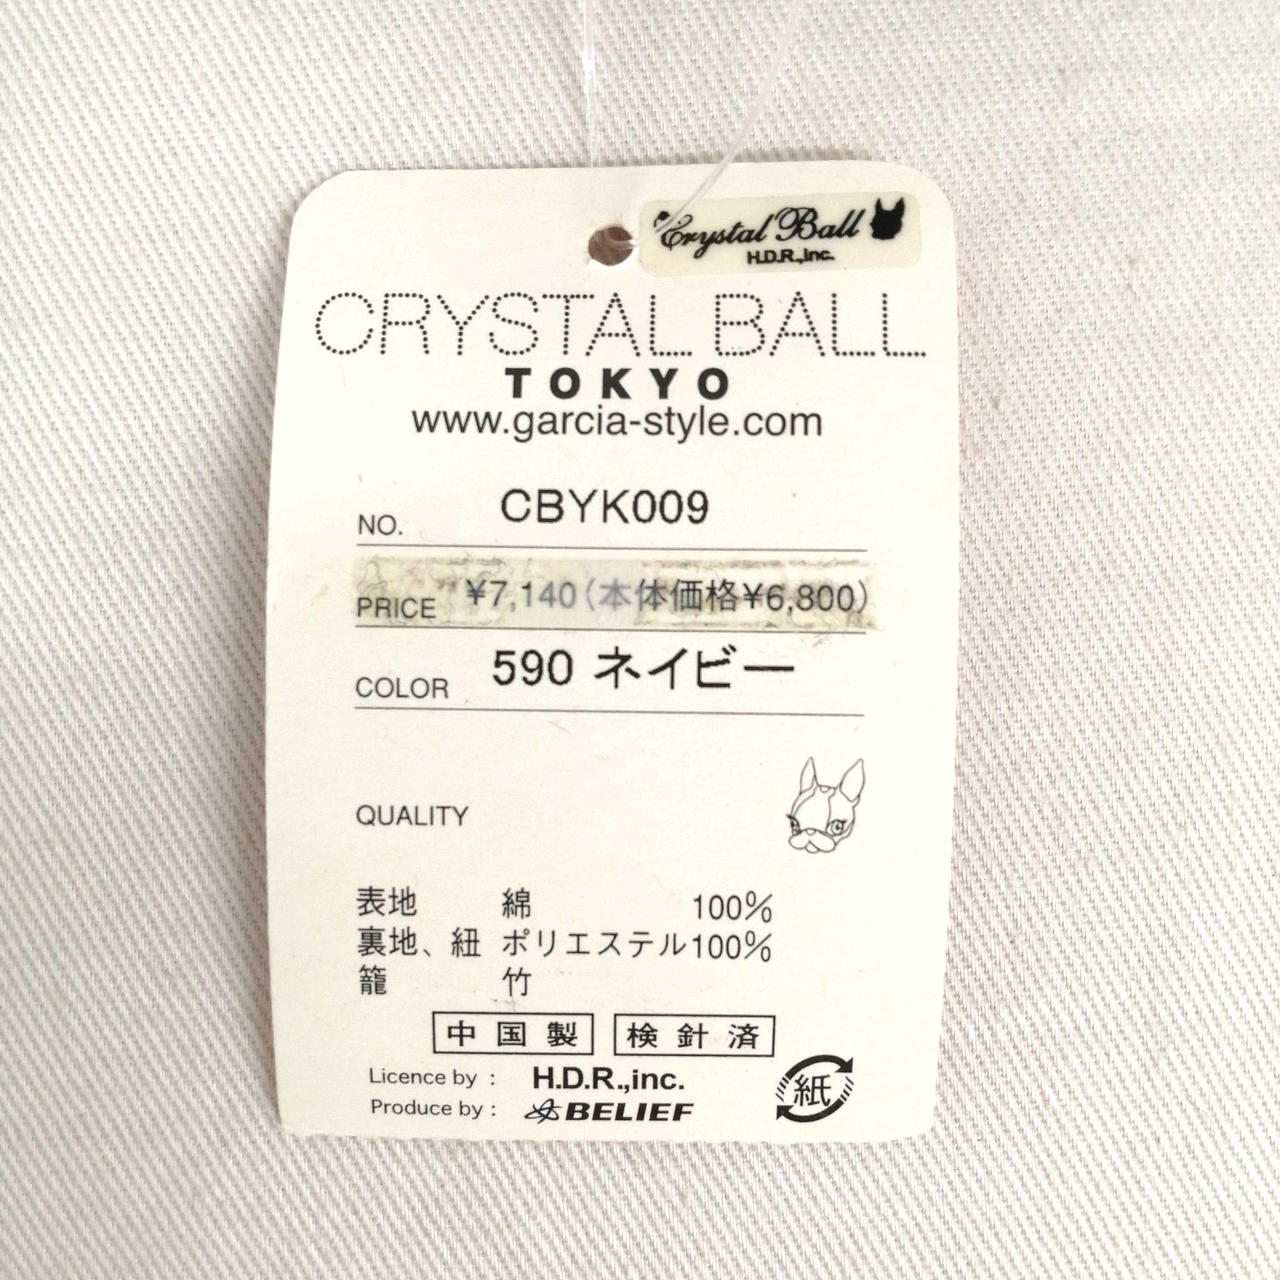 Crystal Ball
H.D.R.,Inc.
CRYSTAL BALL
TOKYO
www.garcia-style.com
NO. CBYK009
PRICE ¥7,140(本体価格¥6,800)
COLOR 590 ネイビー
QUALITY
表地 綿 100%
裏地、紐 ポリエステル100%
籠 竹
中国製 検針済
Licence by : H.D.R.,inc.
Produce by : BELIEF
紙